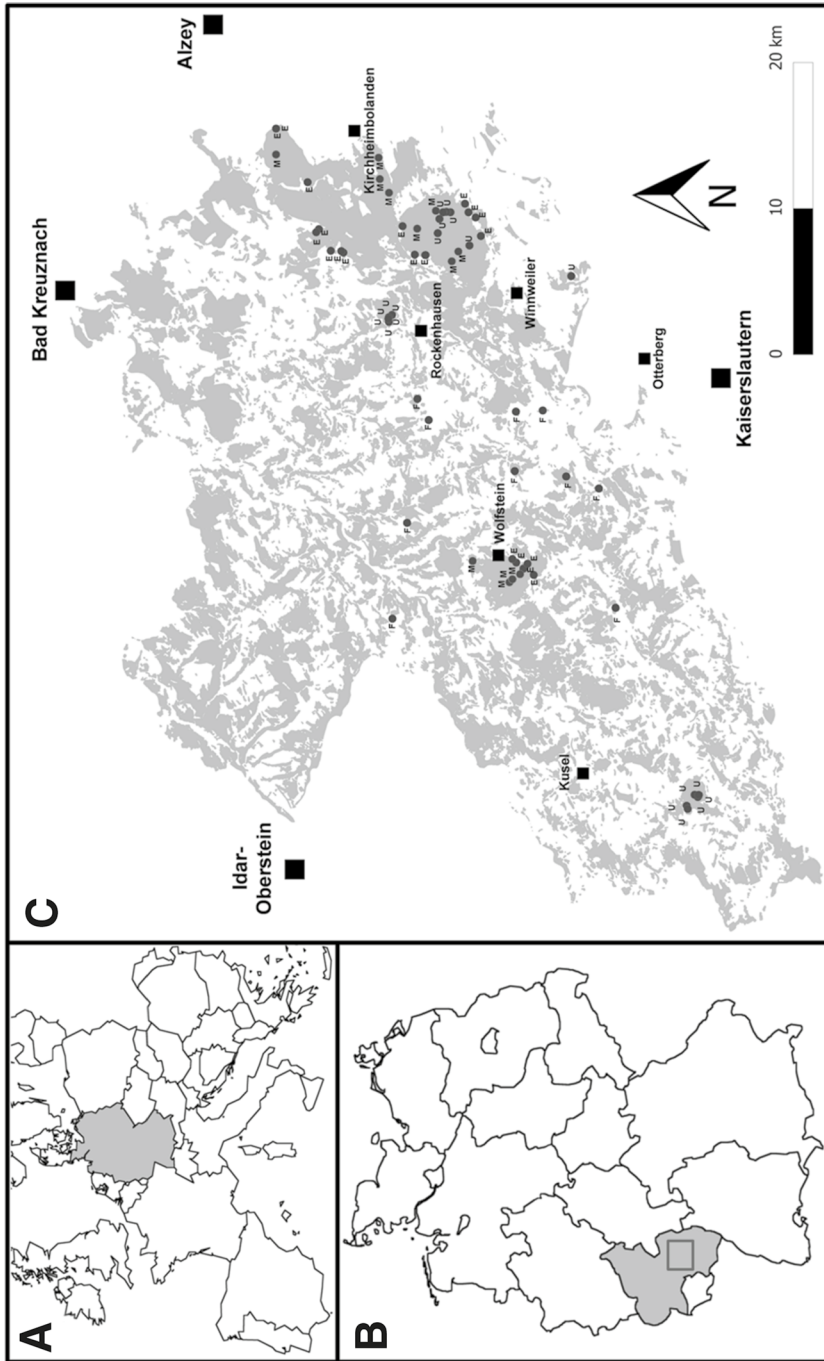 A
B
C
Bad Kreuznach
Alzey
Idar-
Oberstein
E
E
M
E
E
E
E
E
E
Kirchheimbolanden
M
M
M
U
U
U
U
U
E
M
E
E
M
U
U
U
U
U
M
M
U
E
E
E
E
Rockenhausen
F
F
F
F
M
Wolfstein
M
M
M
E
E
E
E
E
Winnweiler
F
F
F
F
F
F
U
Kusel
Otterberg
U
U
U
U
U
Kaiserslautern
N
0
10
20 km